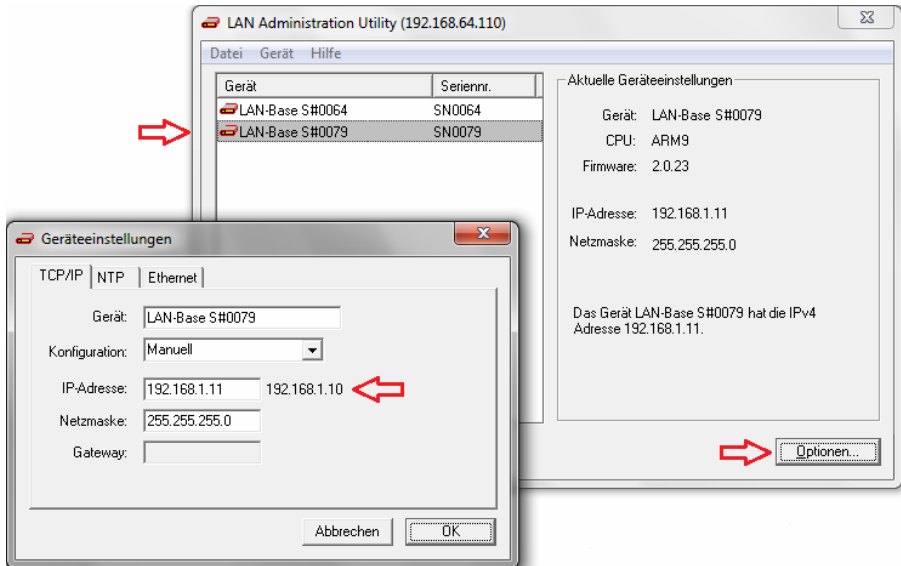 LAN Administration Utility (192.168.64.110)
Datei Gerät Hilfe
Gerät Seriennr.
LAN-Base S#0064 SN0064
LAN-Base S#0079 SN0079
Aktuelle Geräteeinstellungen
Gerät: LAN-Base S#0079
CPU: ARM9
Firmware: 2.0.23
IP-Adresse: 192.168.1.11
Netzmaske: 255.255.255.0
Das Gerät LAN-Base S#0079 hat die IPv4
Adresse 192.168.1.11.
Optionen...
Geräteeinstellungen
TCP/IP NTP Ethernet
Gerät: LAN-Base S#0079
Konfiguration: Manuell
IP-Adresse: 192.168.1.11 192.168.1.10
Netzmaske: 255.255.255.0
Gateway:
Abbrechen OK